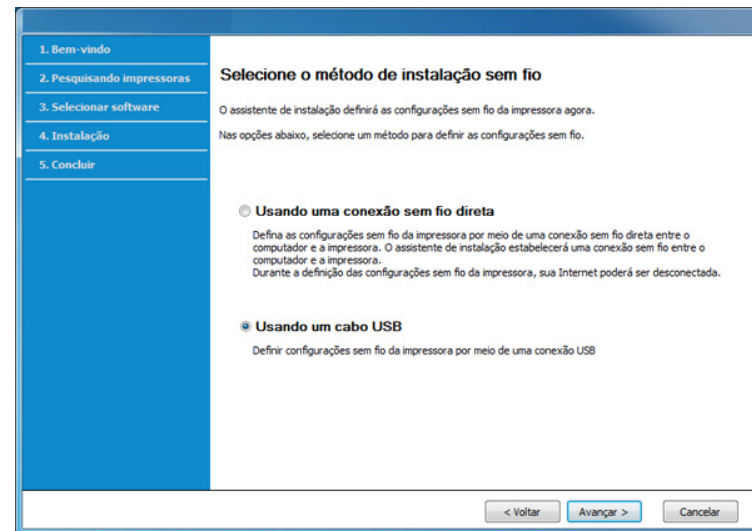 1. Bem-vindo
2. Pesquisando impressoras
3. Selecionar software
4. Instalação
5. Concluir
Selecione o método de instalação sem fio
O assistente de instalação definirá as configurações sem fio da impressora agora.
Nas opções abaixo, selecione um método para definir as configurações sem fio.
Usando uma conexão sem fio direta
Defina as configurações sem fio da impressora por meio de uma conexão sem fio direta entre o
computador e a impressora. O assistente de instalação estabelecerá uma conexão sem fio entre o
computador e a impressora.
Durante a definição das configurações sem fio da impressora, sua Internet poderá ser desconectada.
Usando um cabo USB
Definir configurações sem fio da impressora por meio de uma conexão USB
< Voltar
Avançar >
Cancelar